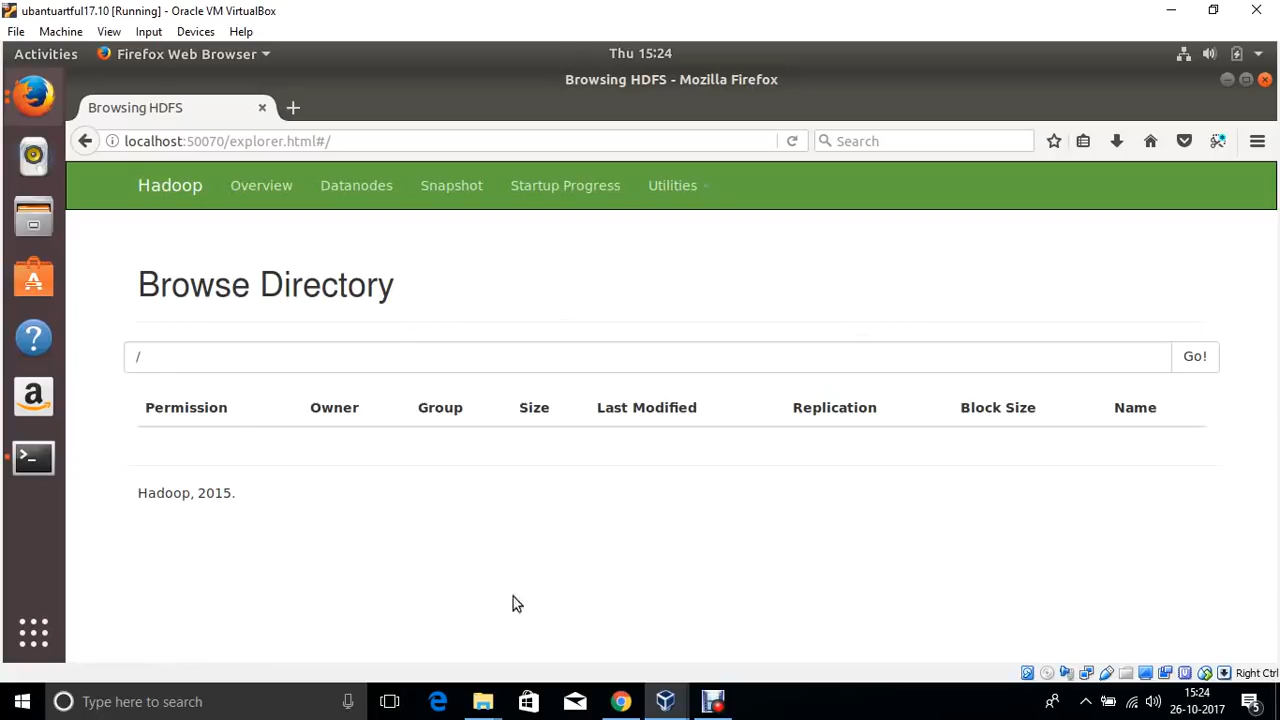 ubantuartful17.10 [Running] - Oracle VM VirtualBox
File Machine View Input Devices Help
Activities Firefox Web Browser Thu 15:24
Browsing HDFS - Mozilla Firefox
Browsing HDFS
localhost:50070/explorer.html#/ Search
Hadoop Overview Datanodes Snapshot Startup Progress Utilities
Browse Directory
/ Go!
Permission Owner Group Size Last Modified Replication Block Size Name
Hadoop, 2015.
Right Ctrl
Type here to search
15:24
26-10-2017
5